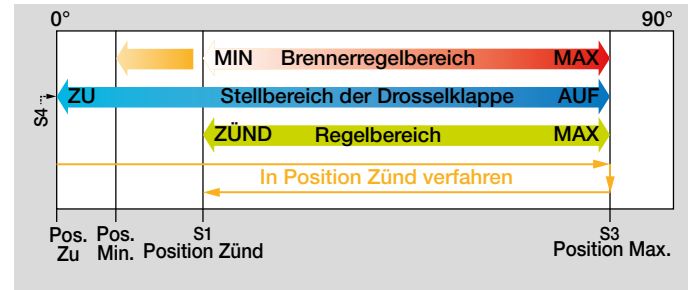 0° 90°
MIN Brennerregelbereich MAX
ZU Stellbereich der Drosselklappe AUF
S4
ZÜND Regelbereich MAX
In Position Zünd verfahren
Pos. Zu
Pos. Min.
S1
Position Zünd
S3
Position Max.